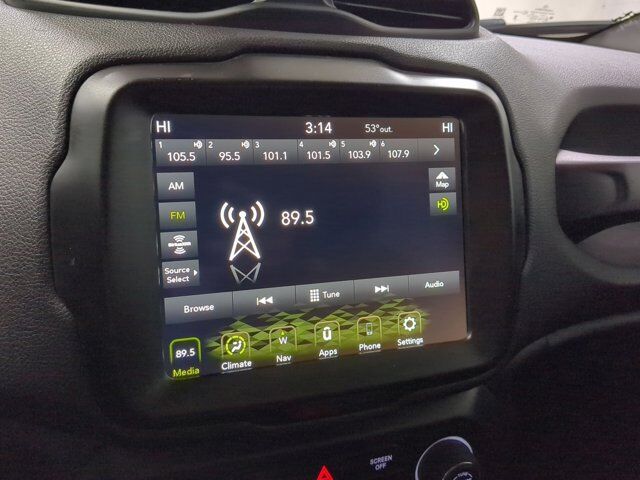 HI 3:14 53°out. HI
1 105.5 2 95.5 3 101.1 4 101.5 5 103.9 6 107.9
AM
Map
FM
89.5
SiriusXM
Source
Select
Browse Tune Audio
89.5 W
Media Climate Nav Apps Phone Settings
SCREEN
OFF